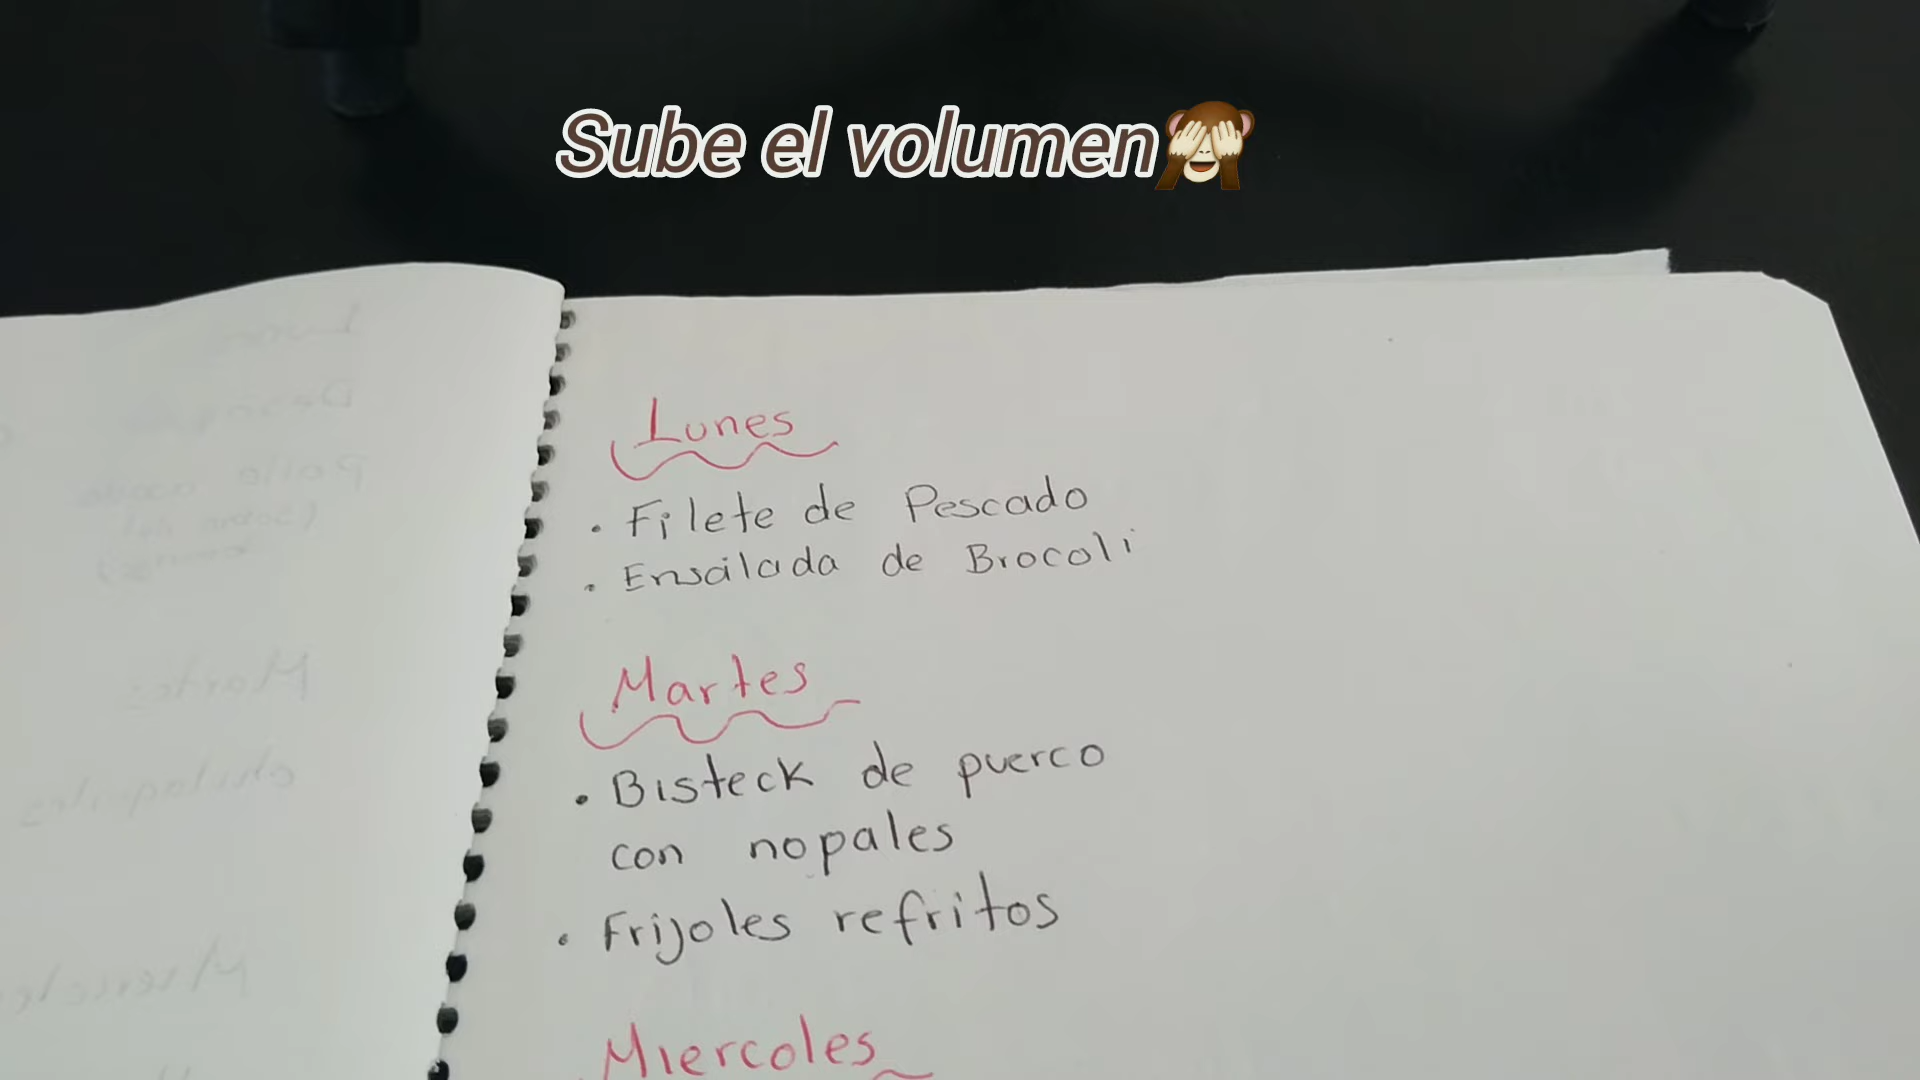 Sube el volumen🙈
Lunes
. Filete de Pescado
. Ensalada de Brocoli
Martes
. Bisteck de puerco
con nopales
. Frijoles refritos
Miercoles